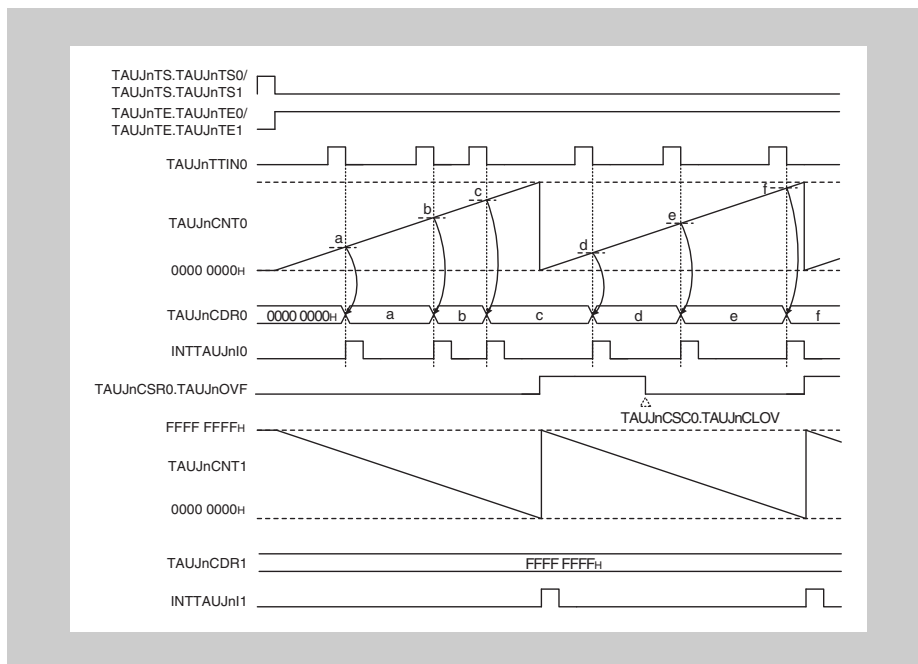 TAUJnTS.TAUJnTS0/
TAUJnTS.TAUJnTS1
TAUJnTE.TAUJnTE0/
TAUJnTE.TAUJnTE1
TAUJnTTIN0
TAUJnCNT0
a
b
c
d
e
f
0000 0000H
TAUJnCDR0
0000 0000H
a
b
c
d
e
f
INTTAUJnI0
TAUJnCSR0.TAUJnOVF
TAUJnCSC0.TAUJnCLOV
FFFF FFFFH
TAUJnCNT1
0000 0000H
TAUJnCDR1
FFFF FFFFH
INTTAUJnI1